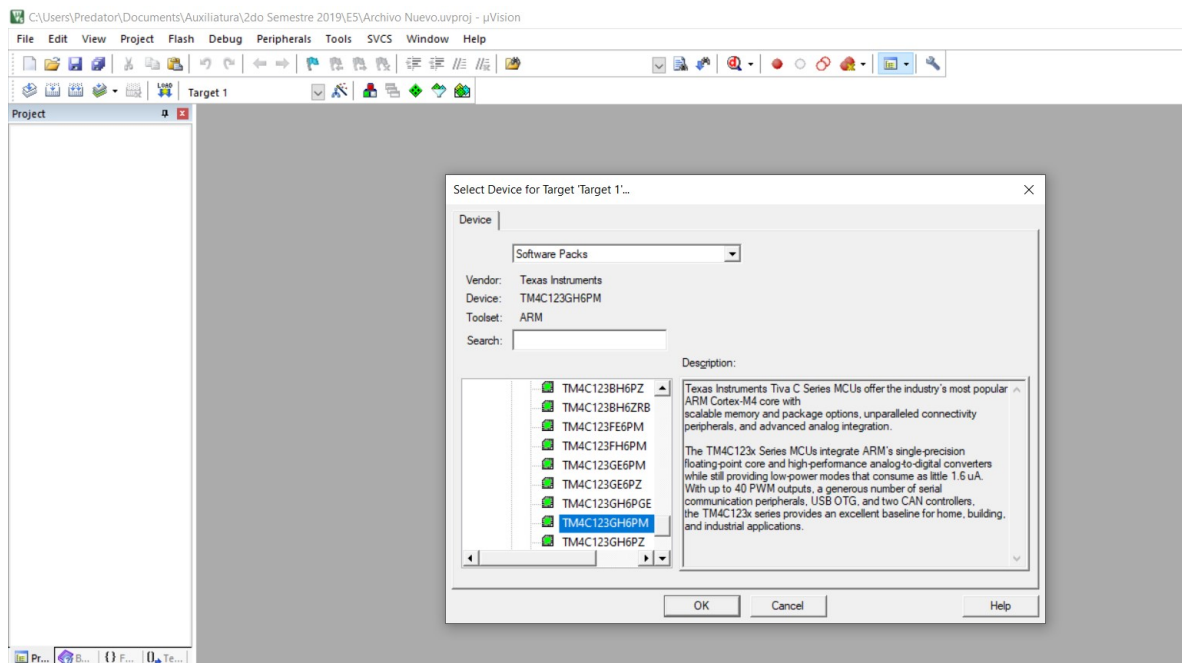 C:\Users\Predator\Documents\Auxiliatura\2do Semestre 2019\E5\Archivo Nuevo.uvproj - µVision
File Edit View Project Flash Debug Peripherals Tools SVCS Window Help
LOAD Target 1
Project
Select Device for Target 'Target 1'...
Device
Software Packs
Vendor: Texas Instruments
Device: TM4C123GH6PM
Toolset: ARM
Search:
Description:
TM4C123BH6PZ
TM4C123BH6ZRB
TM4C123FE6PM
TM4C123FH6PM
TM4C123GE6PM
TM4C123GE6PZ
TM4C123GH6PGE
TM4C123GH6PM
TM4C123GH6PZ
Texas Instruments Tiva C Series MCUs offer the industry's most popular
ARM Cortex-M4 core with
scalable memory and package options, unparalleled connectivity
peripherals, and advanced analog integration.
The TM4C123x Series MCUs integrate ARM's single-precision
floating-point core and high-performance analog-to-digital converters
while still providing low-power modes that consume as little 1.6 uA.
With up to 40 PWM outputs, a generous number of serial
communication peripherals, USB OTG, and two CAN controllers,
the TM4C123x series provides an excellent baseline for home, building,
and industrial applications.
OK Cancel Help
Pr... B... {} F... 0 Te...